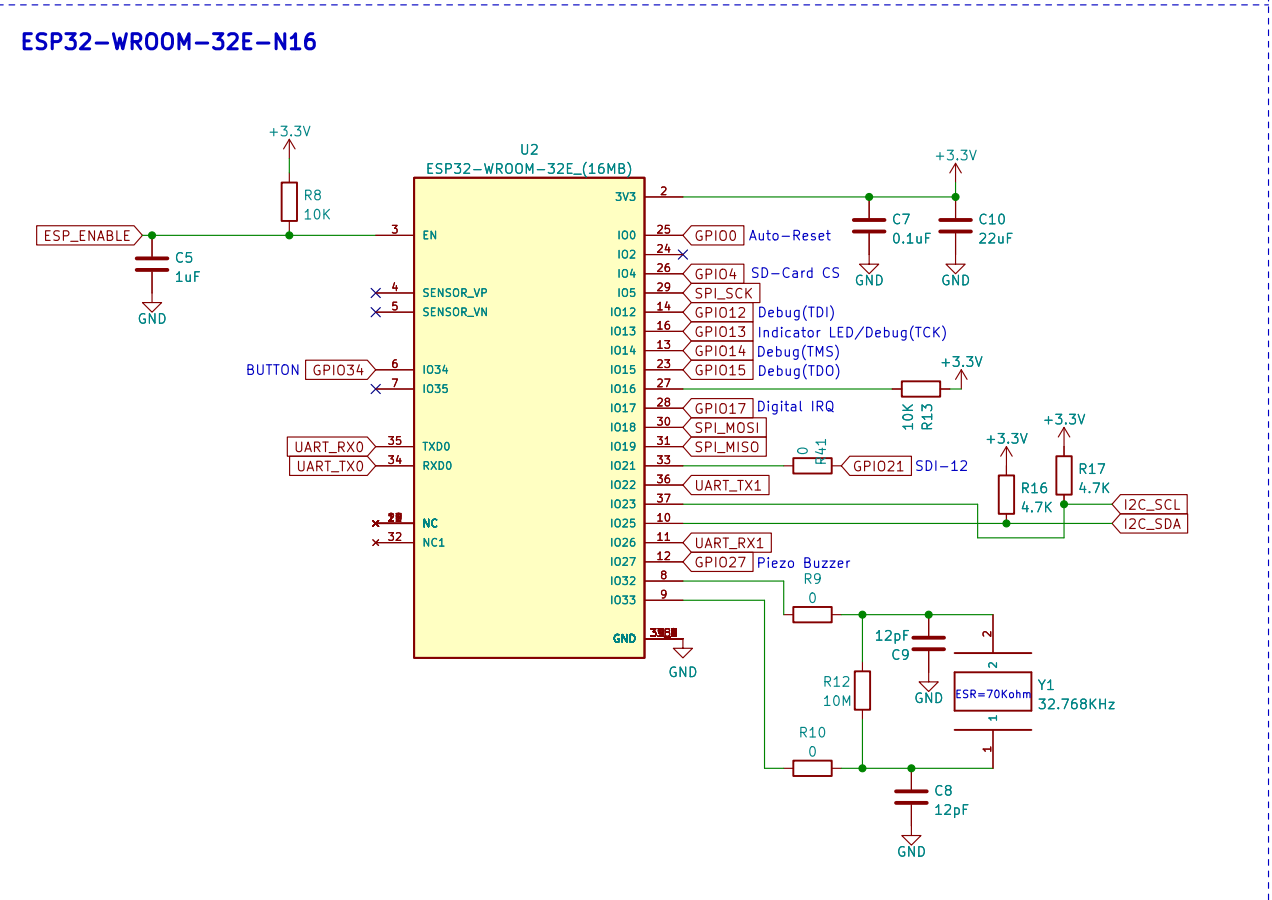 ESP32-WROOM-32E-N16
+3.3V
R8
10K
ESP_ENABLE
C5
1uF
GND
U2
ESP32-WROOM-32E_(16MB)
3 EN
4 SENSOR_VP
5 SENSOR_VN
BUTTON GPIO34 6 IO34
7 IO35
UART_RX0 35 TXD0
UART_TX0 34 RXD0
NC
32 NC1
3V3 2
IO0 25 GPIO0 Auto-Reset
IO2 24
IO4 26 GPIO4 SD-Card CS
IO5 29 SPI_SCK
IO12 14 GPIO12 Debug(TDI)
IO13 16 GPIO13 Indicator LED/Debug(TCK)
IO14 13 GPIO14 Debug(TMS)
IO15 23 GPIO15 Debug(TDO)
IO16 27
IO17 28 GPIO17 Digital IRQ
IO18 30 SPI_MOSI
IO19 31 SPI_MISO
IO21 33 GPIO21 SDI-12
IO22 36 UART_TX1
IO23 37
IO25 10
IO26 11 UART_RX1
IO27 12 GPIO27 Piezo Buzzer
IO32 8
IO33 9
GND
GND
+3.3V
C7
0.1uF
GND
C10
22uF
GND
+3.3V
10K
R13
0
R41
+3.3V
R16
4.7K
+3.3V
R17
4.7K
I2C_SCL
I2C_SDA
R9
0
R12
10M
R10
0
12pF
C9
GND
2
2
ESR=70Kohm
1
1
Y1
32.768KHz
C8
12pF
GND